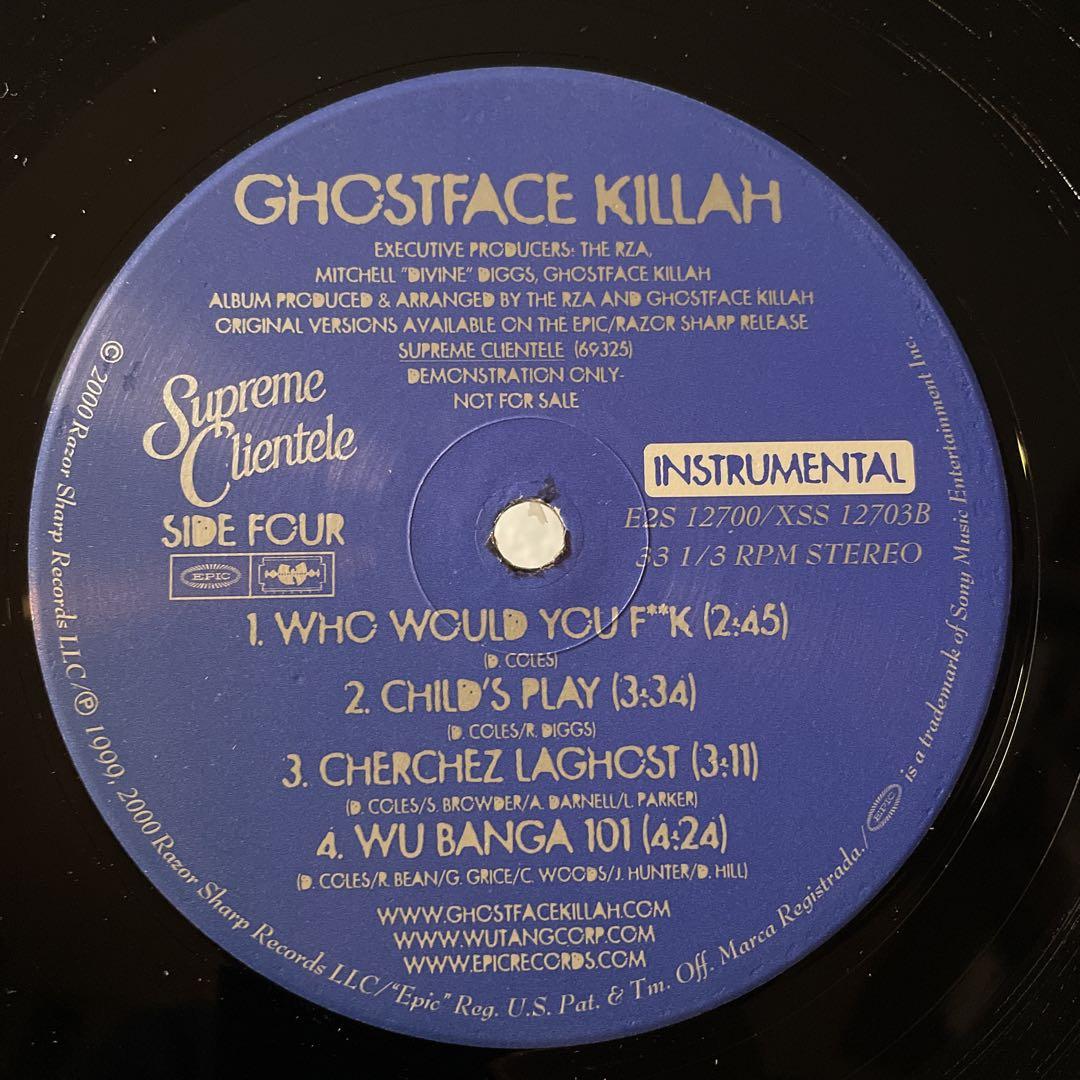 GHOSTFACE KILLAH
EXECUTIVE PRODUCERS: THE RZA,
MITCHELL "DIVINE" DIGGS, GHOSTFACE KILLAH
ALBUM PRODUCED & ARRANGED BY THE RZA AND GHOSTFACE KILLAH
ORIGINAL VERSIONS AVAILABLE ON THE EPIC/RAZOR SHARP RELEASE
SUPREME CLIENTELE (69325)
DEMONSTRATION ONLY-
NOT FOR SALE
Supreme
Clientele
SIDE FOUR
EPIC
INSTRUMENTAL
E2S 12700/XSS 12703B
33 1/3 RPM STEREO
1. WHO WOULD YOU F**K (2:45)
(D. COLES)
2. CHILD'S PLAY (3:34)
(D. COLES/R. DIGGS)
3. CHERCHEZ LAGHOST (3:11)
(D. COLES/S. BROWDER/A. DARNELL/L. PARKER)
4. WU BANGA 101 (4:24)
(D. COLES/R. BEAN/G. GRICE/C. WOODS/J. HUNTER/D. HILL)
WWW.GHOSTFACEKILLAH.COM
WWW.WUTANGCORP.COM
WWW.EPICRECORDS.COM
© 2000 Razor Sharp Records LLC/℗ 1999, 2000 Razor Sharp Records LLC/"Epic" Reg. U.S. Pat. & Tm. Off. Marca Registrada./EPIC is a trademark of Sony Music Entertainment Inc.